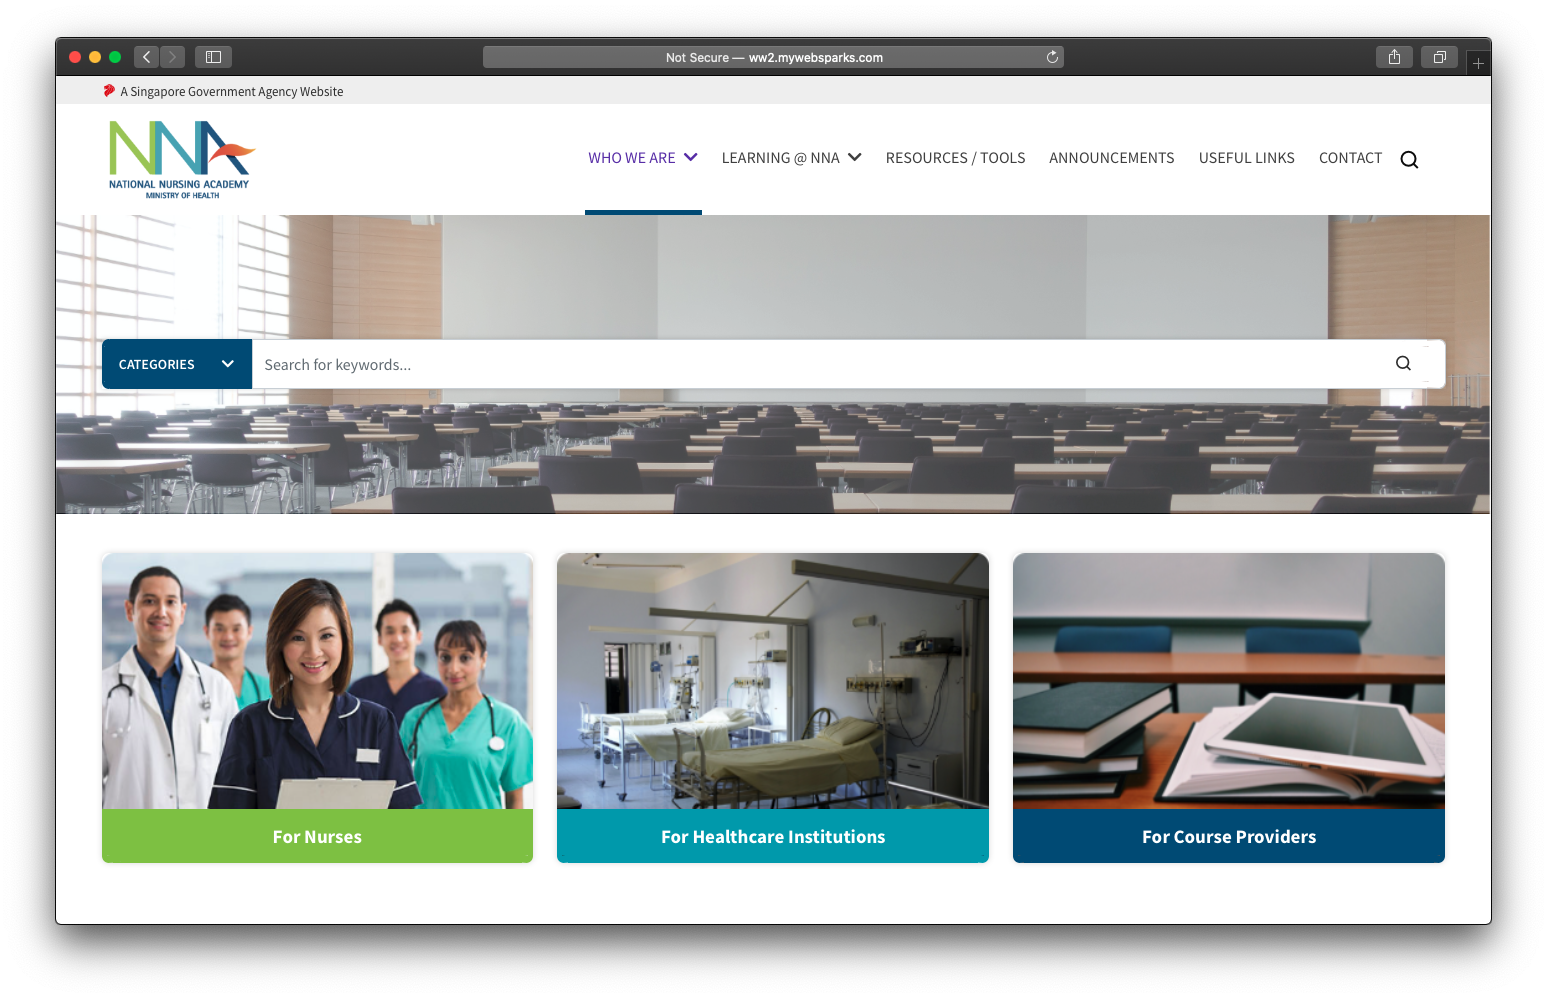 Not Secure — ww2.mywebsparks.com
A Singapore Government Agency Website
NNA
NATIONAL NURSING ACADEMY
MINISTRY OF HEALTH
WHO WE ARE LEARNING @ NNA RESOURCES / TOOLS ANNOUNCEMENTS USEFUL LINKS CONTACT
CATEGORIES Search for keywords...
For Nurses For Healthcare Institutions For Course Providers